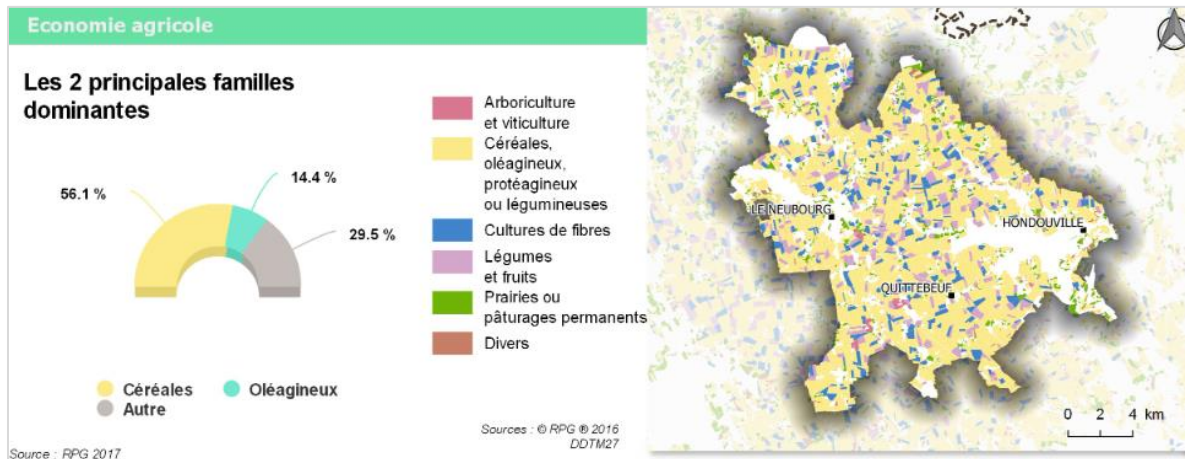 Economie agricole
Les 2 principales familles
dominantes
56.1 %
14.4 %
29.5 %
Céréales
Oléagineux
Autre
Source : RPG 2017
Arboriculture
et viticulture
Céréales,
oléagineux,
protéagineux
ou légumineuses
Cultures de fibres
Légumes
et fruits
Prairies ou
pâturages permanents
Divers
Sources : © RPG ® 2016
DDTM27
LE NEUBOURG
HONDOUVILLE
QUITTEBEUF
0 2 4 km